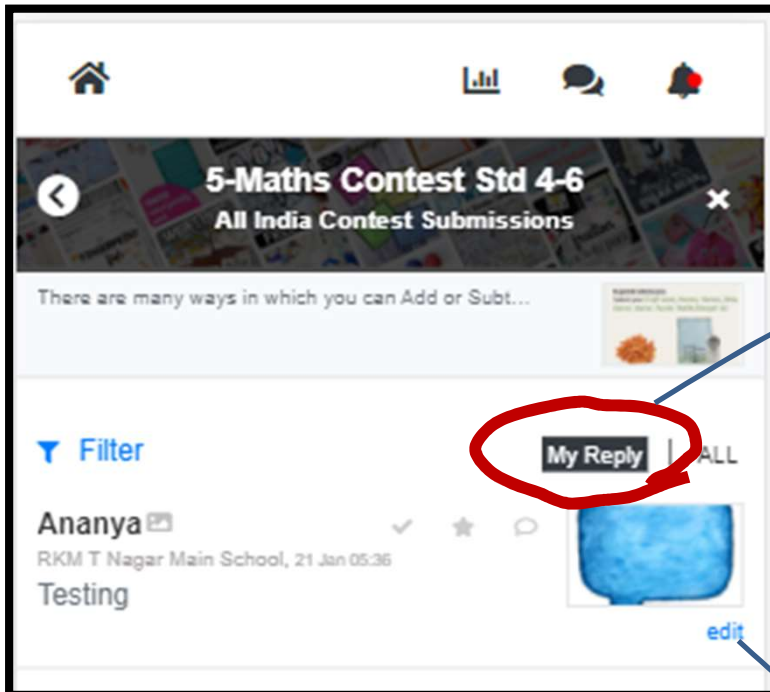 5-Maths Contest Std 4-6
All India Contest Submissions
There are many ways in which you can Add or Subt...
Filter
My Reply | ALL
Ananya
RKM T Nagar Main School, 21 Jan 05:36
Testing
edit